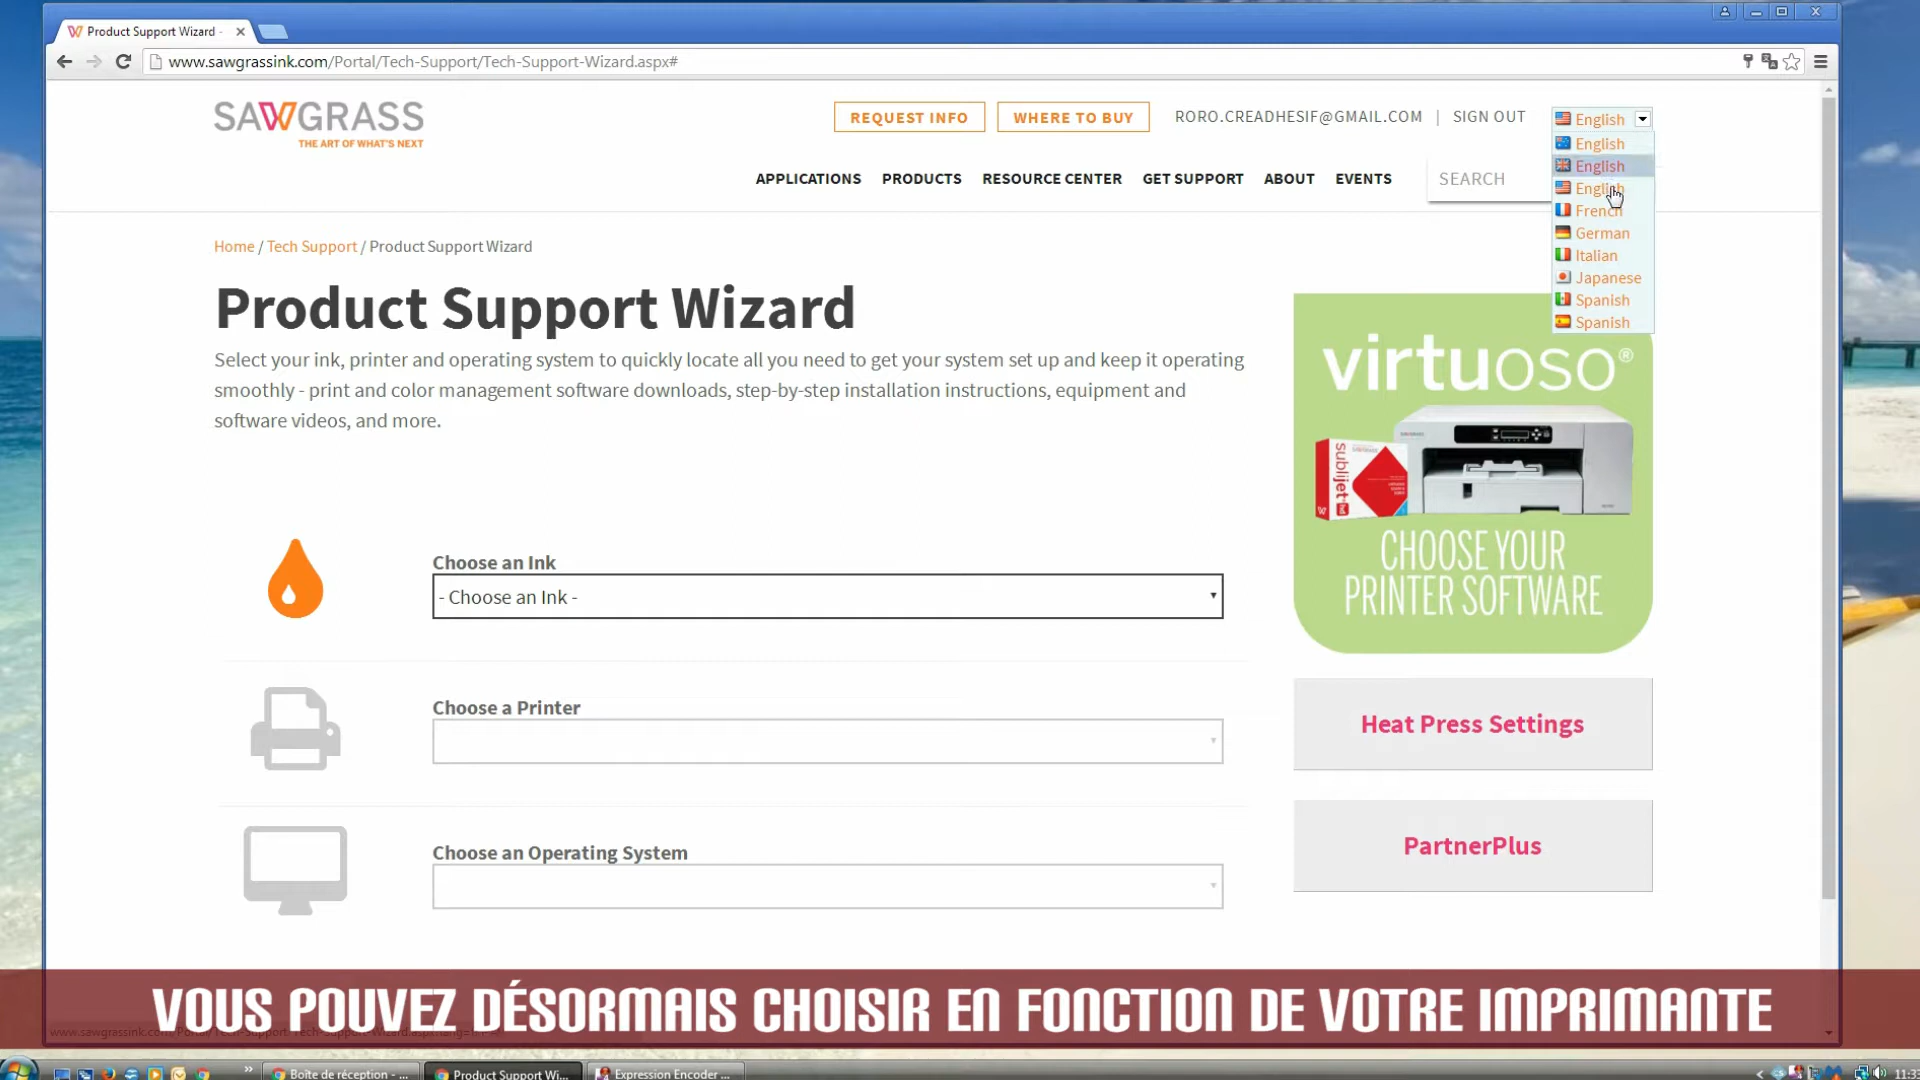 Product Support Wizard -
www.sawgrassink.com/Portal/Tech-Support/Tech-Support-Wizard.aspx#
SAWGRASS
THE ART OF WHAT'S NEXT
REQUEST INFO
WHERE TO BUY
RORO.CREADHESIF@GMAIL.COM | SIGN OUT
English
English
English
English
French
German
Italian
Japanese
Spanish
Spanish
APPLICATIONS PRODUCTS RESOURCE CENTER GET SUPPORT ABOUT EVENTS
SEARCH
Home / Tech Support / Product Support Wizard
Product Support Wizard
Select your ink, printer and operating system to quickly locate all you need to get your system set up and keep it operating
smoothly - print and color management software downloads, step-by-step installation instructions, equipment and
software videos, and more.
virtuoso®
sublijet
CHOOSE YOUR
PRINTER SOFTWARE
Choose an Ink
- Choose an Ink -
Choose a Printer
Choose an Operating System
Heat Press Settings
PartnerPlus
VOUS POUVEZ DÉSORMAIS CHOISIR EN FONCTION DE VOTRE IMPRIMANTE
Boîte de réception - ...
Product Support Wi...
Expression Encoder ...